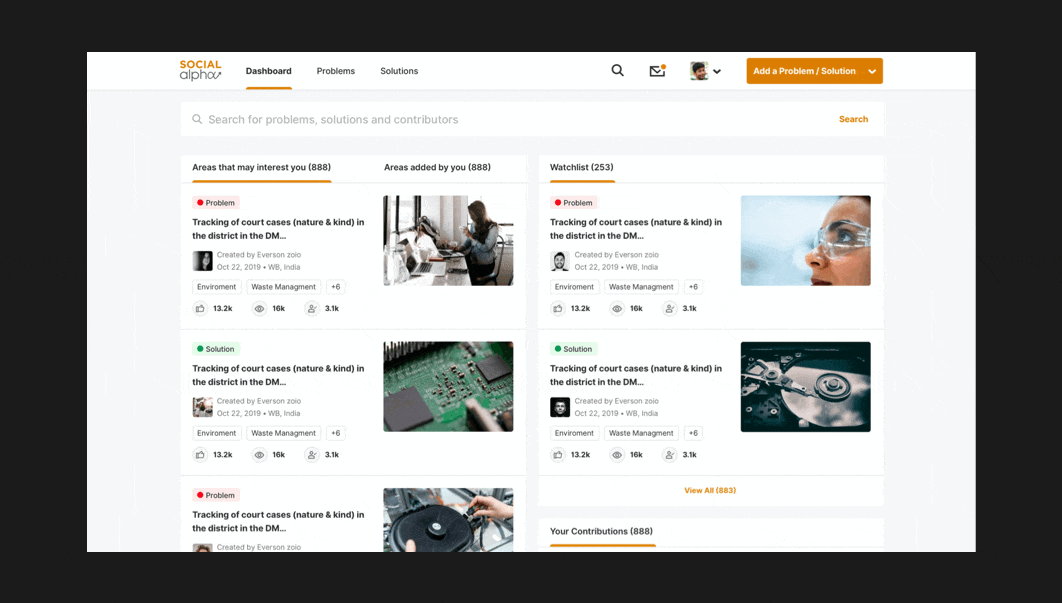 SOCIAL
alpha
Dashboard
Problems
Solutions
Add a Problem / Solution
Search for problems, solutions and contributors
Search
Areas that may interest you (888)
Areas added by you (888)
Problem
Tracking of court cases (nature & kind) in
the district in the DM...
Created by Everson zoio
Oct 22, 2019 • WB, India
Enviroment
Waste Managment
+6
13.2k
16k
3.1k
Solution
Tracking of court cases (nature & kind) in
the district in the DM...
Created by Everson zoio
Oct 22, 2019 • WB, India
Enviroment
Waste Managment
+6
13.2k
16k
3.1k
Problem
Tracking of court cases (nature & kind) in
the district in the DM...
Created by Everson zoio
Watchlist (253)
Problem
Tracking of court cases (nature & kind) in
the district in the DM...
Created by Everson zoio
Oct 22, 2019 • WB, India
Enviroment
Waste Managment
+6
13.2k
16k
3.1k
Solution
Tracking of court cases (nature & kind) in
the district in the DM...
Created by Everson zoio
Oct 22, 2019 • WB, India
Enviroment
Waste Managment
+6
13.2k
16k
3.1k
View All (883)
Your Contributions (888)